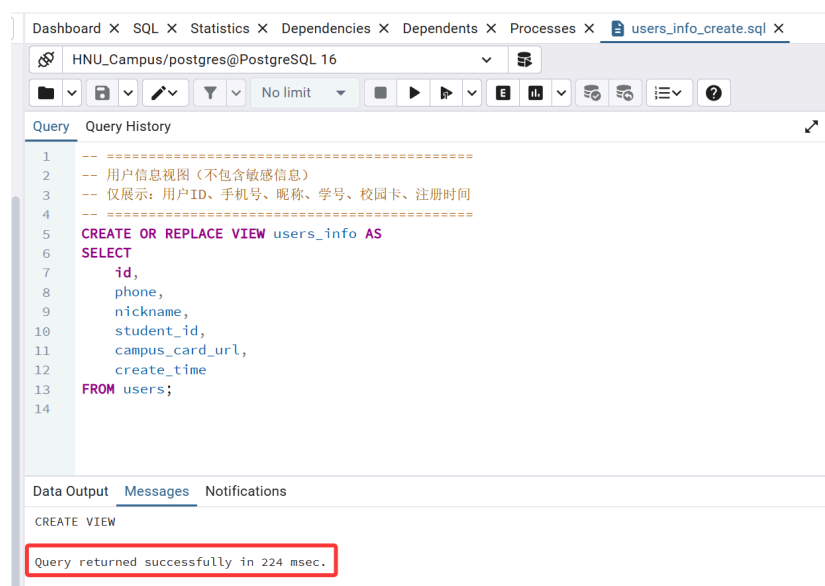 Dashboard × SQL × Statistics × Dependencies × Dependents × Processes × users_info_create.sql ×
HNU_Campus/postgres@PostgreSQL 16
No limit E ?
Query Query History
1 -- ============================================
2 -- 用户信息视图（不包含敏感信息）
3 -- 仅展示：用户ID、手机号、昵称、学号、校园卡、注册时间
4 -- ============================================
5 CREATE OR REPLACE VIEW users_info AS
6 SELECT
7 id,
8 phone,
9 nickname,
10 student_id,
11 campus_card_url,
12 create_time
13 FROM users;
14
Data Output Messages Notifications
CREATE VIEW
Query returned successfully in 224 msec.